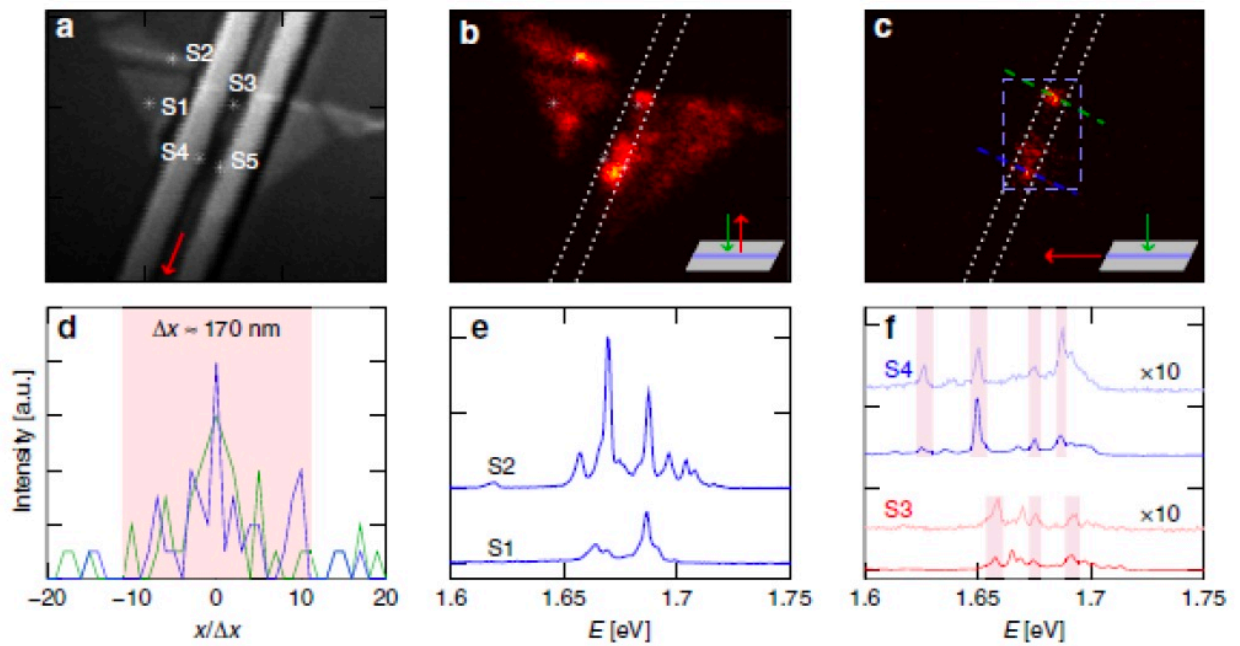 a
S2
S3
S1
S4
S5
b
c
d
Δx ≈ 170 nm
Intensity [a.u.]
−20
−10
0
10
20
x/Δx
e
S2
S1
1.6
1.65
1.7
1.75
E [eV]
f
S4
×10
S3
×10
1.6
1.65
1.7
1.75
E [eV]